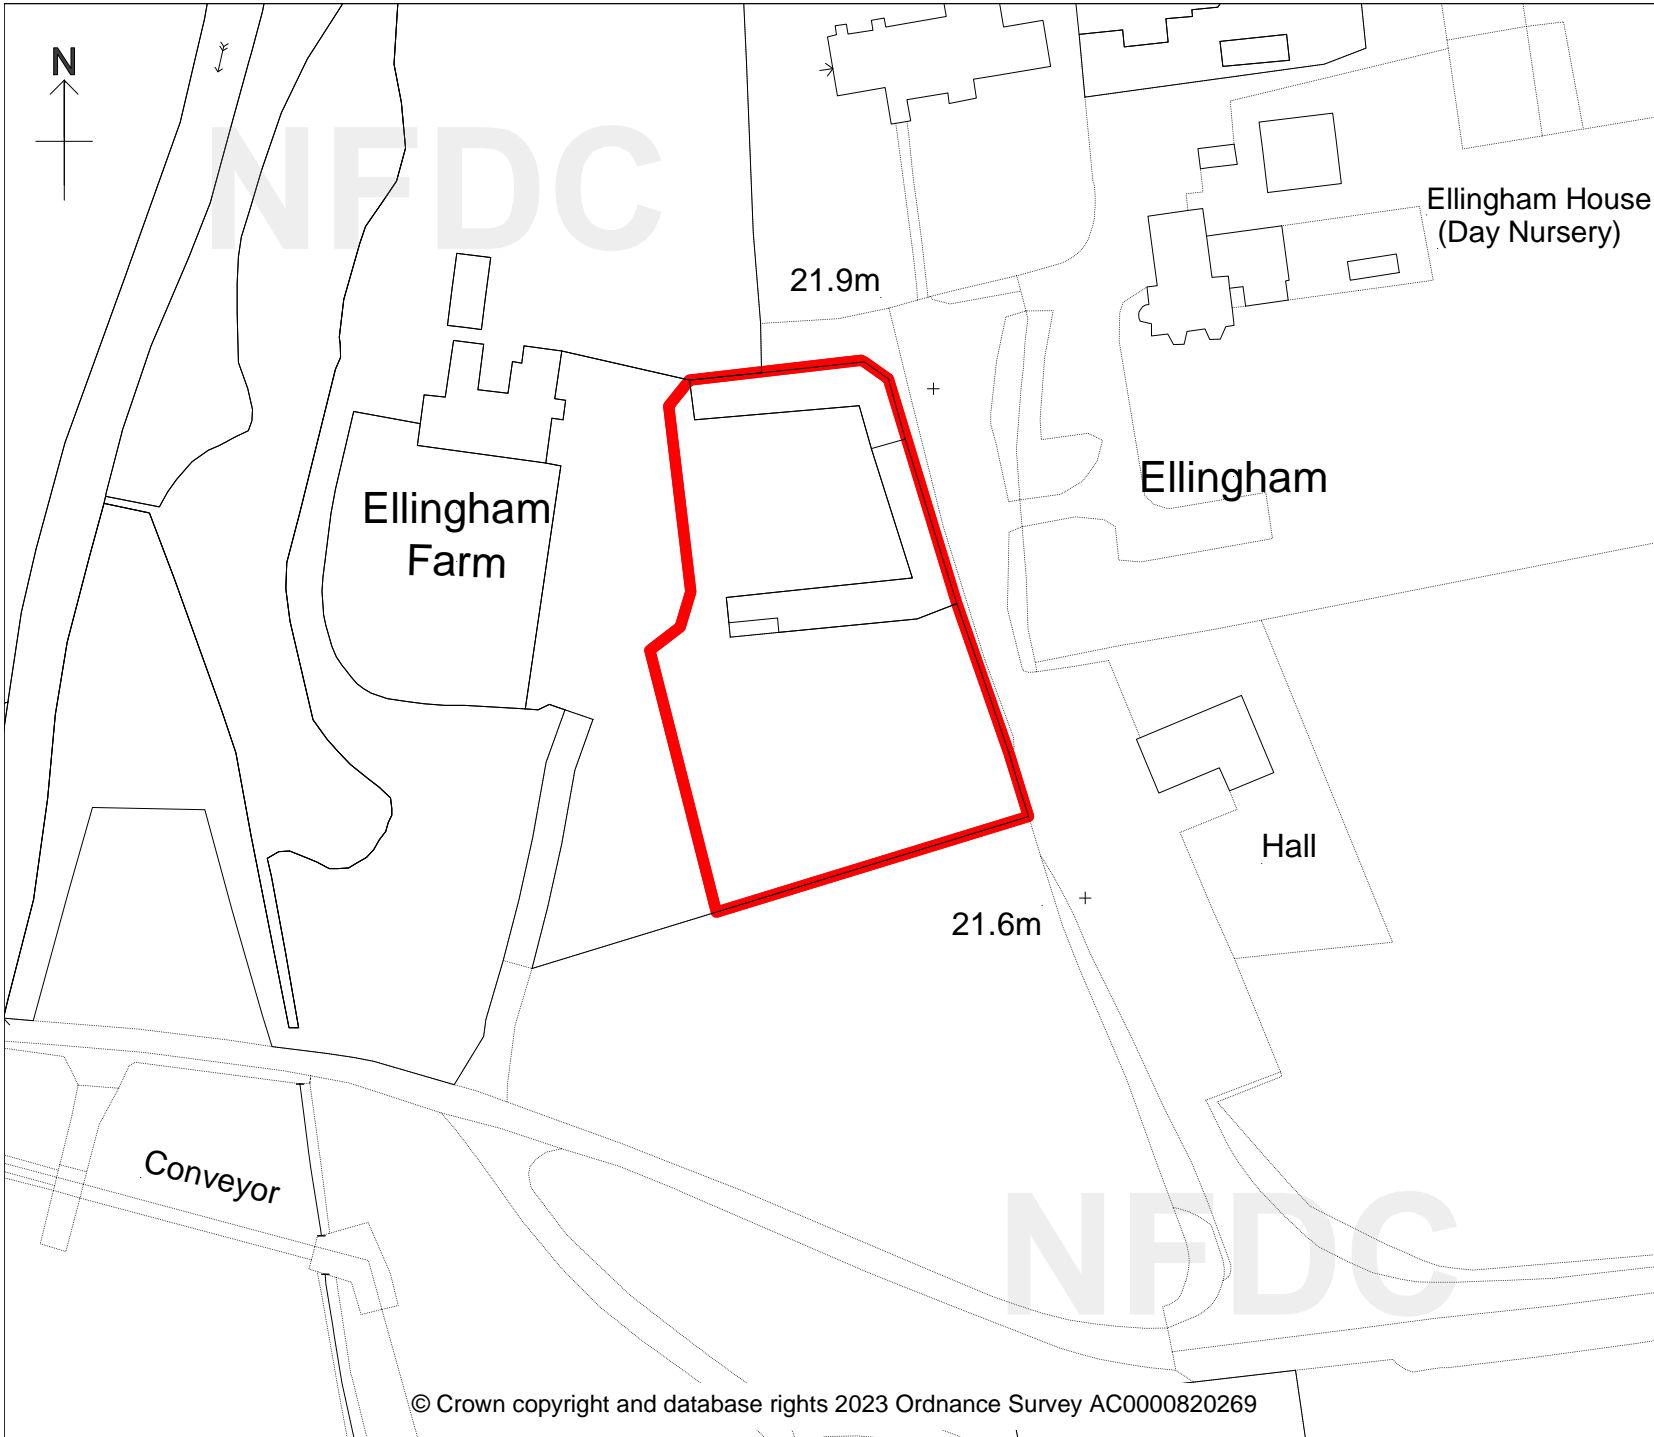 N
NFDC
Ellingham House
(Day Nursery)
21.9m
Ellingham
Ellingham
Farm
Hall
21.6m
Conveyor
NFDC
© Crown copyright and database rights 2023 Ordnance Survey AC0000820269